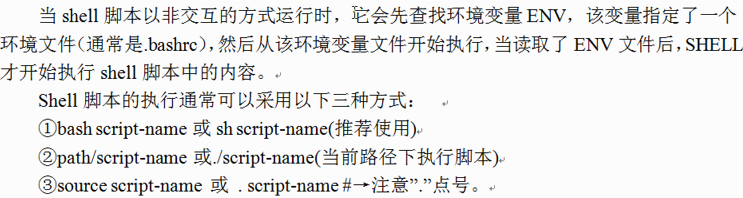 当 shell 脚本以非交互的方式运行时，它会先查找环境变量 ENV，该变量指定了一个
环境文件（通常是.bashrc），然后从该环境变量文件开始执行，当读取了 ENV 文件后，SHELL
才开始执行 shell 脚本中的内容。
Shell 脚本的执行通常可以采用以下三种方式：
①bash script-name 或 sh script-name(推荐使用)
②path/script-name 或./script-name(当前路径下执行脚本)
③source script-name 或 . script-name #→注意”.”点号。